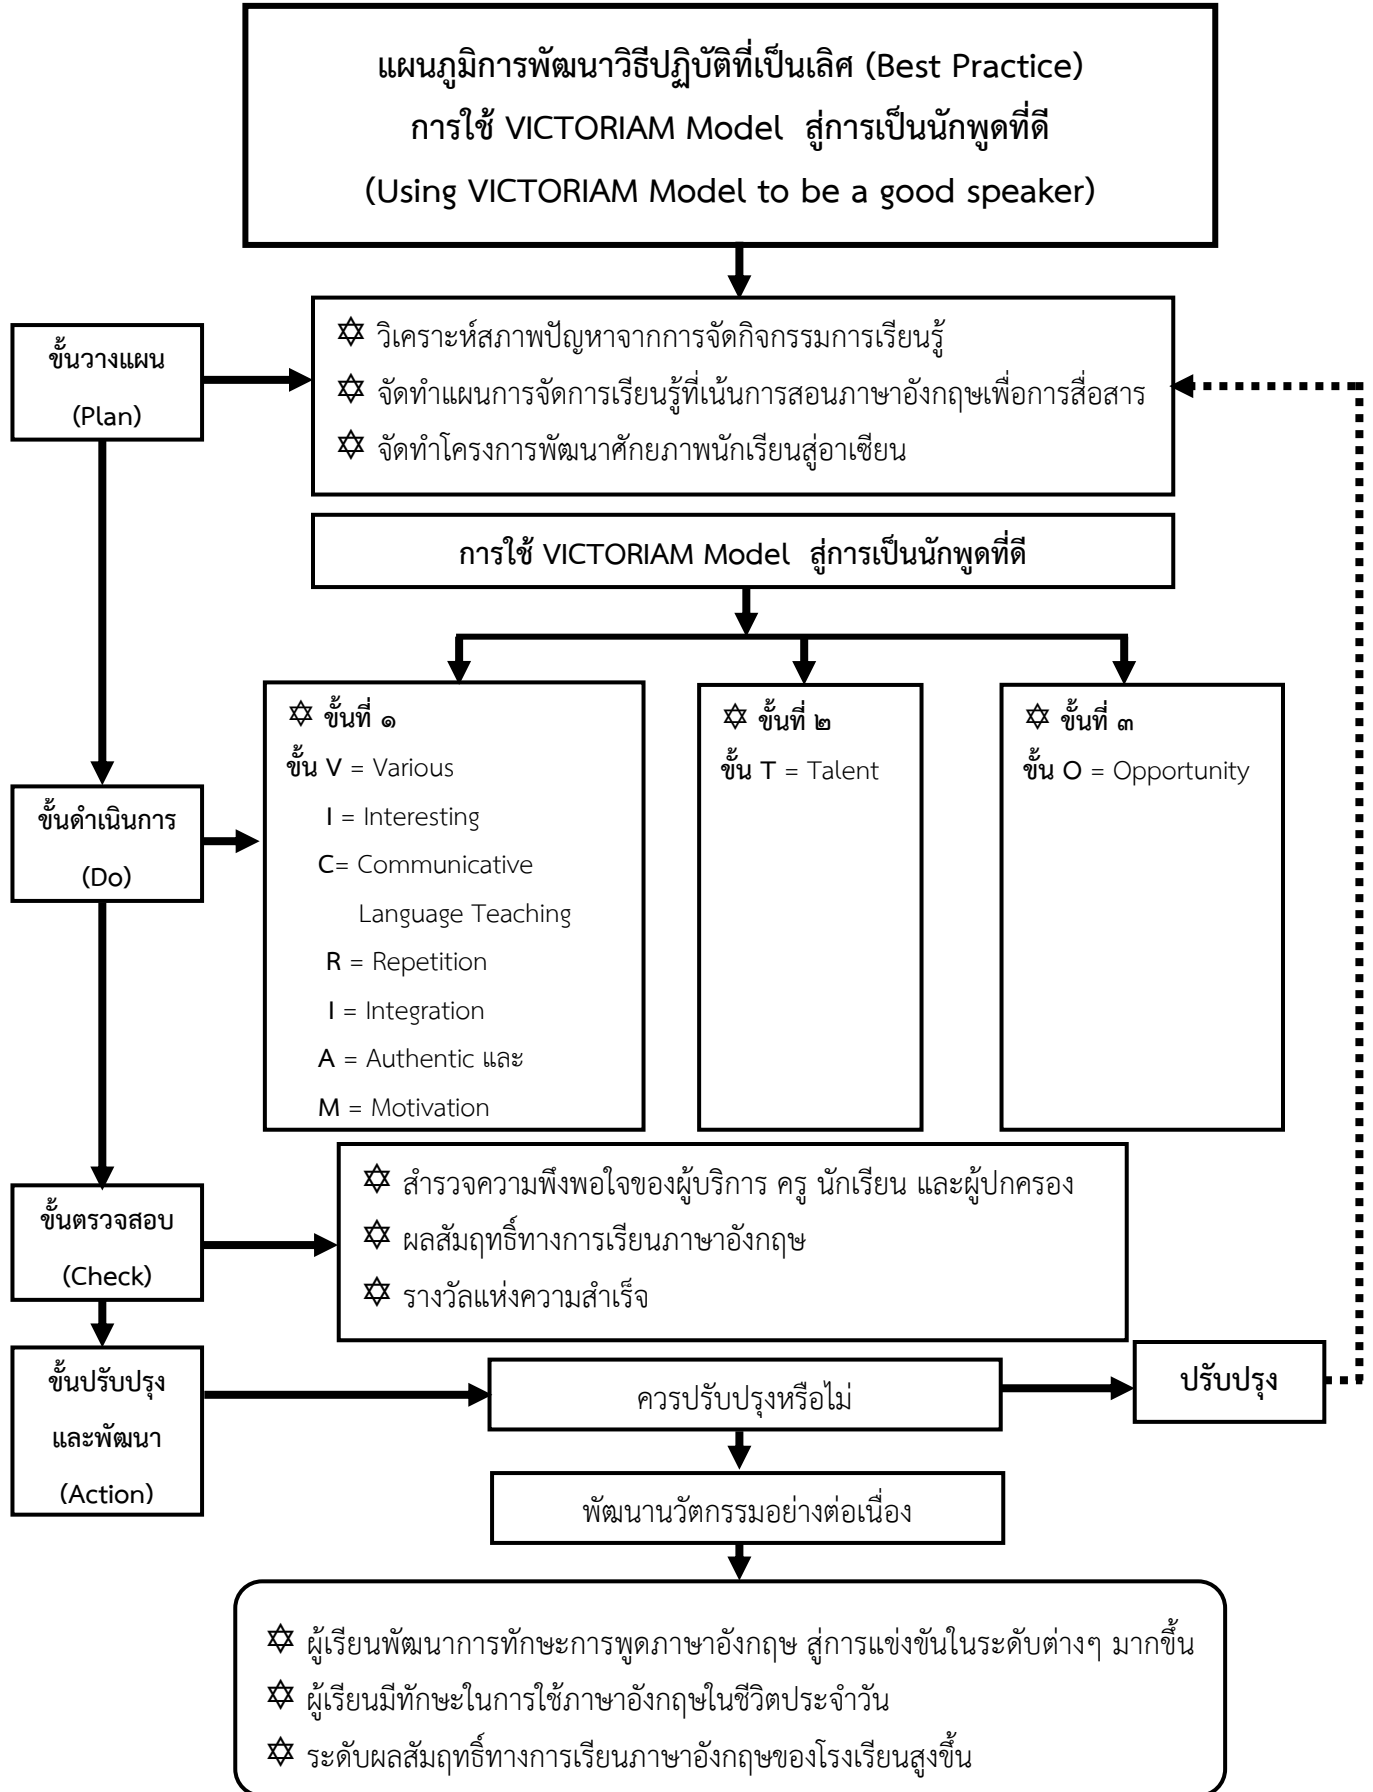 แผนภูมิการพัฒนาวิธีปฏิบัติที่เป็นเลิศ (Best Practice)
การใช้ VICTORIAM Model สู่การเป็นนักพูดที่ดี
(Using VICTORIAM Model to be a good speaker)
ขั้นวางแผน
(Plan)
✡ วิเคราะห์สภาพปัญหาจากการจัดกิจกรรมการเรียนรู้
✡ จัดทำแผนการจัดการเรียนรู้ที่เน้นการสอนภาษาอังกฤษเพื่อการสื่อสาร
✡ จัดทำโครงการพัฒนาศักยภาพนักเรียนสู่อาเซียน
การใช้ VICTORIAM Model สู่การเป็นนักพูดที่ดี
ขั้นดำเนินการ
(Do)
✡ ขั้นที่ ๑
ขั้น V = Various
I = Interesting
C= Communicative
Language Teaching
R = Repetition
I = Integration
A = Authentic และ
M = Motivation
✡ ขั้นที่ ๒
ขั้น T = Talent
✡ ขั้นที่ ๓
ขั้น O = Opportunity
ขั้นตรวจสอบ
(Check)
✡ สำรวจความพึงพอใจของผู้บริการ ครู นักเรียน และผู้ปกครอง
✡ ผลสัมฤทธิ์ทางการเรียนภาษาอังกฤษ
✡ รางวัลแห่งความสำเร็จ
ขั้นปรับปรุง
และพัฒนา
(Action)
ควรปรับปรุงหรือไม่
ปรับปรุง
พัฒนานวัตกรรมอย่างต่อเนื่อง
✡ ผู้เรียนพัฒนาการทักษะการพูดภาษาอังกฤษ สู่การแข่งขันในระดับต่างๆ มากขึ้น
✡ ผู้เรียนมีทักษะในการใช้ภาษาอังกฤษในชีวิตประจำวัน
✡ ระดับผลสัมฤทธิ์ทางการเรียนภาษาอังกฤษของโรงเรียนสูงขึ้น